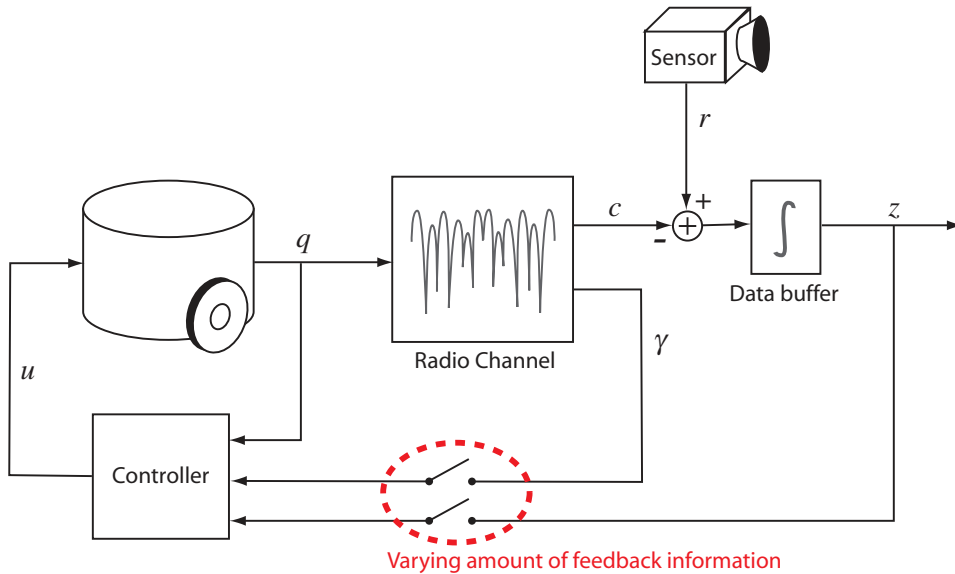 Sensor
r
q
c
-
+
z
Data buffer
Radio Channel
γ
u
Controller
Varying amount of feedback information